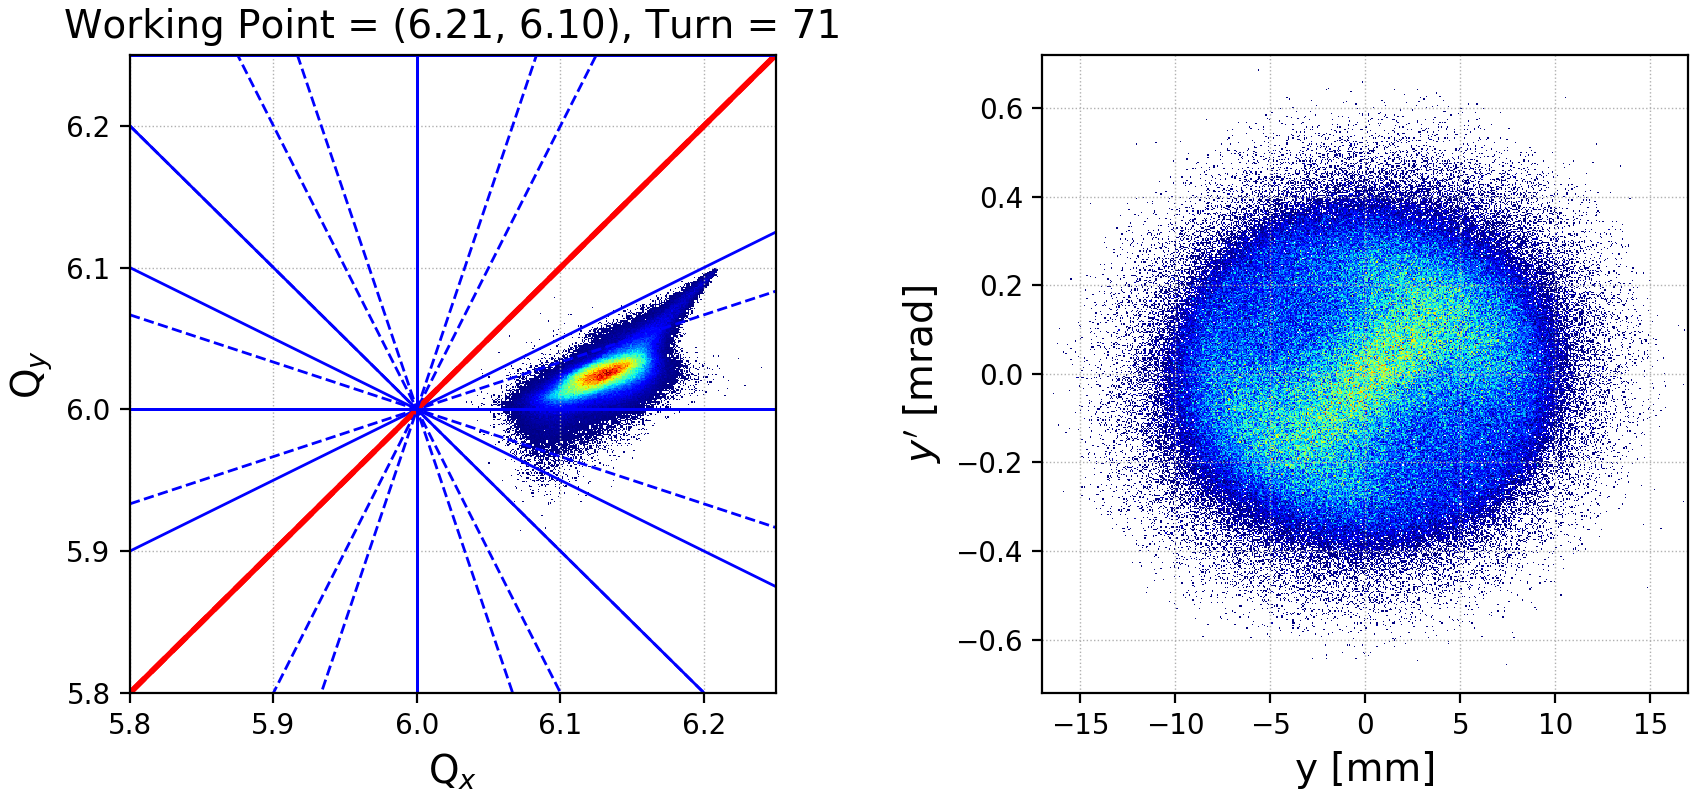 Working Point = (6.21, 6.10), Turn = 71
6.2
6.1
6.0
5.9
5.8
Q_y
5.8 5.9 6.0 6.1 6.2
Q_x
0.6
0.4
0.2
0.0
−0.2
−0.4
−0.6
y′ [mrad]
−15 −10 −5 0 5 10 15
y [mm]